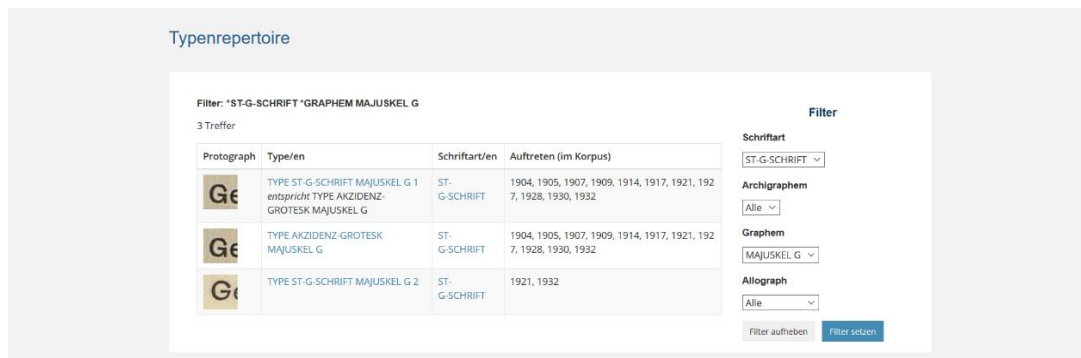 Typenrepertoire
Filter: *ST-G-SCHRIFT *GRAPHEM MAJUSKEL G
3 Treffer
Protograph Type/en Schriftart/en Auftreten (im Korpus)
Ge TYPE ST-G-SCHRIFT MAJUSKEL G 1 ST- 1904, 1905, 1907, 1909, 1914, 1917, 1921, 192
entspricht TYPE AKZIDENZ- G-SCHRIFT 7, 1928, 1930, 1932
GROTESK MAJUSKEL G
Ge TYPE AKZIDENZ-GROTESK ST- 1904, 1905, 1907, 1909, 1914, 1917, 1921, 192
MAJUSKEL G G-SCHRIFT 7, 1928, 1930, 1932
Ge TYPE ST-G-SCHRIFT MAJUSKEL G 2 ST- 1921, 1932
G-SCHRIFT
Filter
Schriftart
ST-G-SCHRIFT
Archigraphem
Alle
Graphem
MAJUSKEL G
Allograph
Alle
Filter aufheben Filter setzen